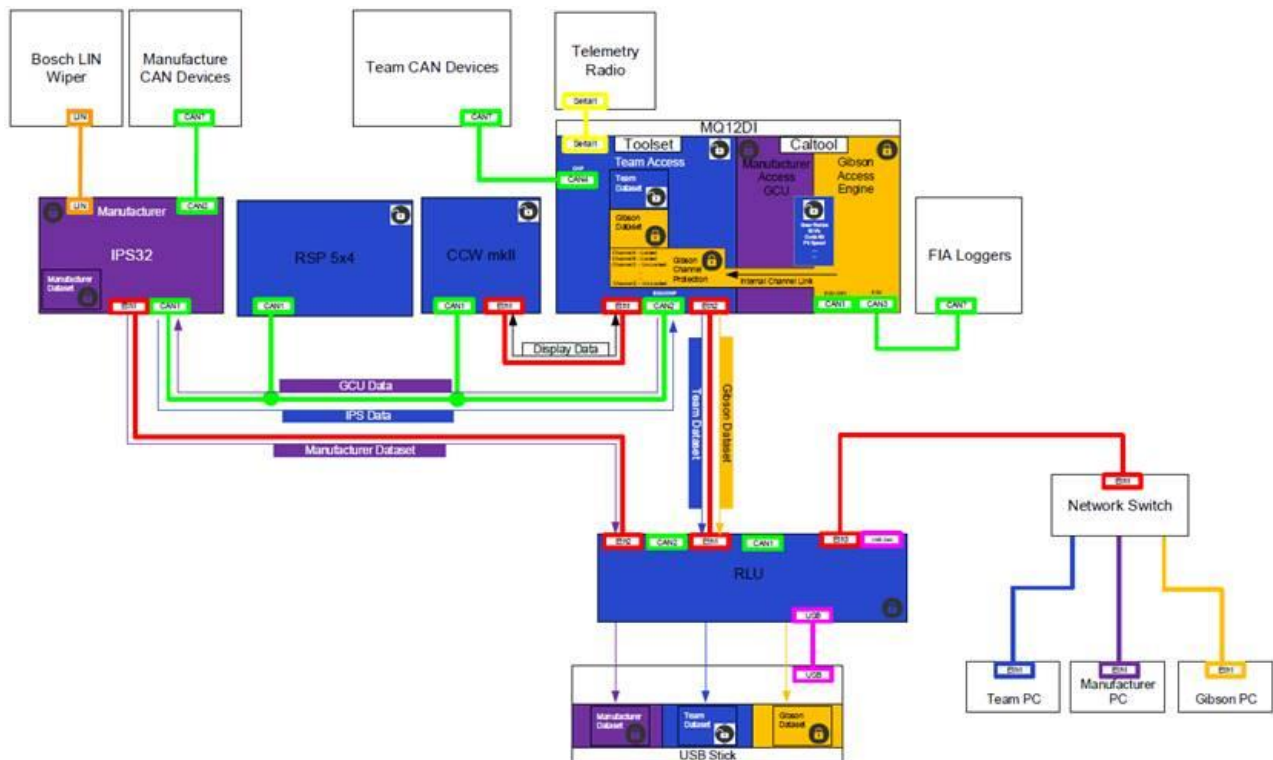 Bosch LIN
Wiper
LIN
Manufacture
CAN Devices
CAN?
Team CAN Devices
CAN?
Telemetry
Radio
Serial1
MQ12DI
Toolset
Caltool
Serial1
Team Access
CAN4
Team
Dataset
Gibson
Dataset
Gibson
Channel
Protection
Manufacturer
Access
GCU
Gibson
Access
Engine
Internal Channel Link
Eth1
CAN2
Eth2
CAN1
CAN3
FIA Loggers
CAN?
LIN
CAN2
Manufacturer
IPS32
Manufacturer
Dataset
Eth1
CAN1
RSP 5x4
CAN1
CCW mkII
CAN1
Eth1
Display Data
GCU Data
IPS Data
Manufacturer Dataset
Team Dataset
Gibson Dataset
Eth2
CAN2
Eth1
CAN1
Eth3
RLU
USB
USB
Manufacturer
Dataset
Team
Dataset
Gibson
Dataset
USB Stick
Eth1
Network Switch
Eth1
Team PC
Eth1
Manufacturer
PC
Eth1
Gibson PC